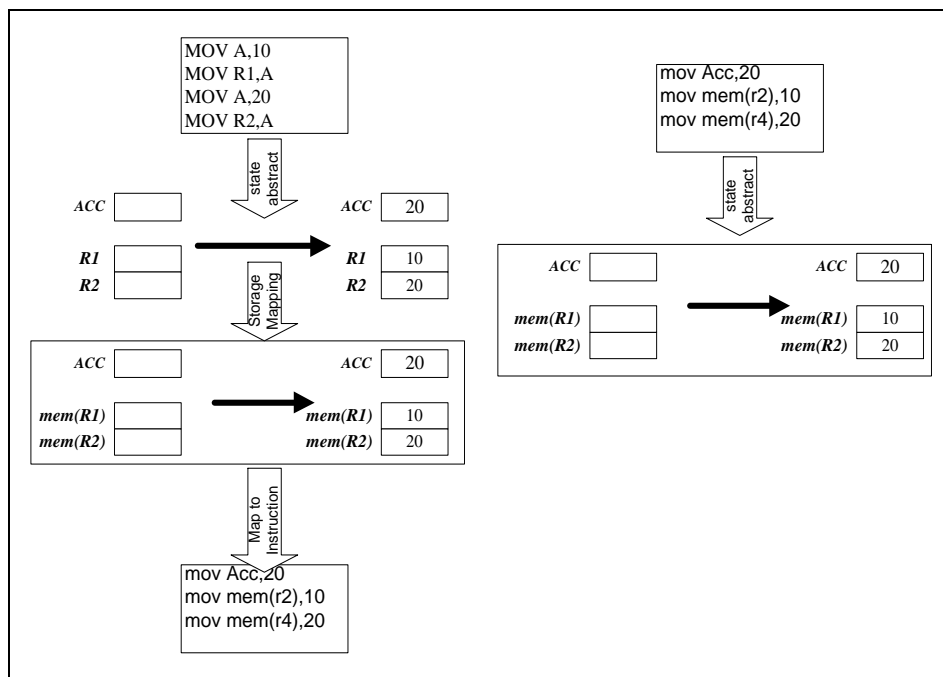 MOV A,10
MOV R1,A
MOV A,20
MOV R2,A
state
abstract
ACC
ACC 20
R1
R1 10
R2
R2 20
Storage
Mapping
ACC
ACC 20
mem(R1)
mem(R1) 10
mem(R2)
mem(R2) 20
Map to
Instruction
mov Acc,20
mov mem(r2),10
mov mem(r4),20
mov Acc,20
mov mem(r2),10
mov mem(r4),20
state
abstract
ACC
ACC 20
mem(R1)
mem(R1) 10
mem(R2)
mem(R2) 20